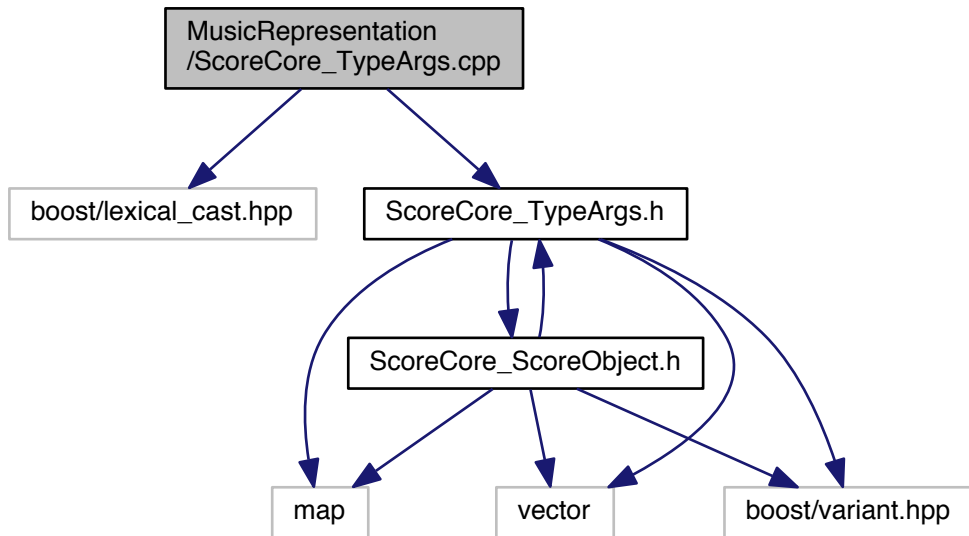 MusicRepresentation
/ScoreCore_TypeArgs.cpp
boost/lexical_cast.hpp
ScoreCore_TypeArgs.h
ScoreCore_ScoreObject.h
map
vector
boost/variant.hpp